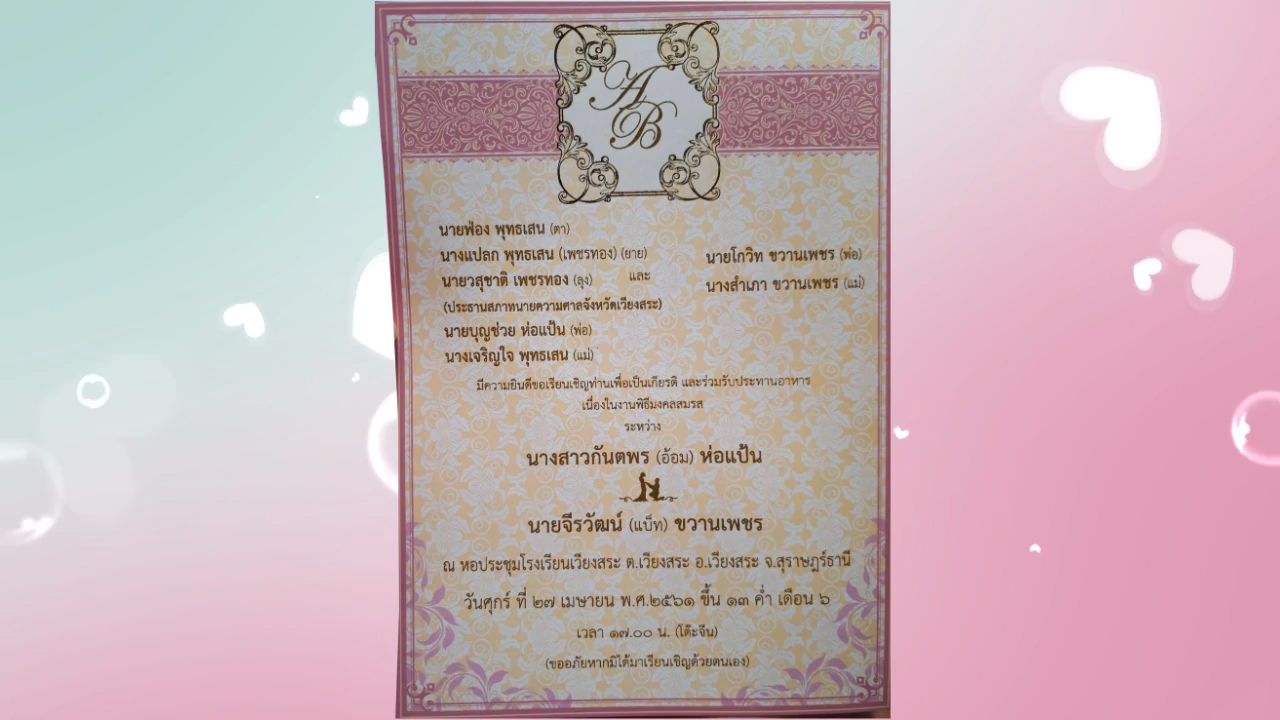 A
B
นายฟ่อง พุทธเสน (ตา)
นางแปลก พุทธเสน (เพชรทอง) (ยาย)
นายวสุชาติ เพชรทอง (ลุง)
(ประธานสภาทนายความศาลจังหวัดเวียงสระ)
นายบุญช่วย ห่อแป้น (พ่อ)
นางเจริญใจ พุทธเสน (แม่)
และ
นายโกวิท ขวานเพชร (พ่อ)
นางสำเภา ขวานเพชร (แม่)
มีความยินดีขอเรียนเชิญท่านเพื่อเป็นเกียรติ และร่วมรับประทานอาหาร
เนื่องในงานพิธีมงคลสมรส
ระหว่าง
นางสาวกันตพร (อ้อม) ห่อแป้น
นายจีรวัฒน์ (แบ็ท) ขวานเพชร
ณ หอประชุมโรงเรียนเวียงสระ ต.เวียงสระ อ.เวียงสระ จ.สุราษฎร์ธานี
วันศุกร์ ที่ ๒๗ เมษายน พ.ศ.๒๕๖๑ ขึ้น ๑๓ ค่ำ เดือน ๖
เวลา ๑๗.๐๐ น. (โต๊ะจีน)
(ขออภัยหากมิได้มาเรียนเชิญด้วยตนเอง)